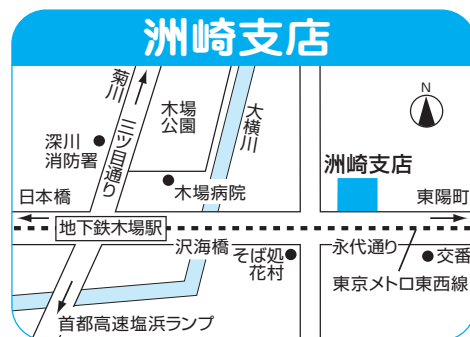 洲崎支店
菊川
三ツ目通り
木場
公園
大横川
N
深川
消防署
洲崎支店
木場病院
日本橋
東陽町
地下鉄木場駅
沢海橋
永代通り
そば処
花村
交番
東京メトロ東西線
首都高速塩浜ランプ